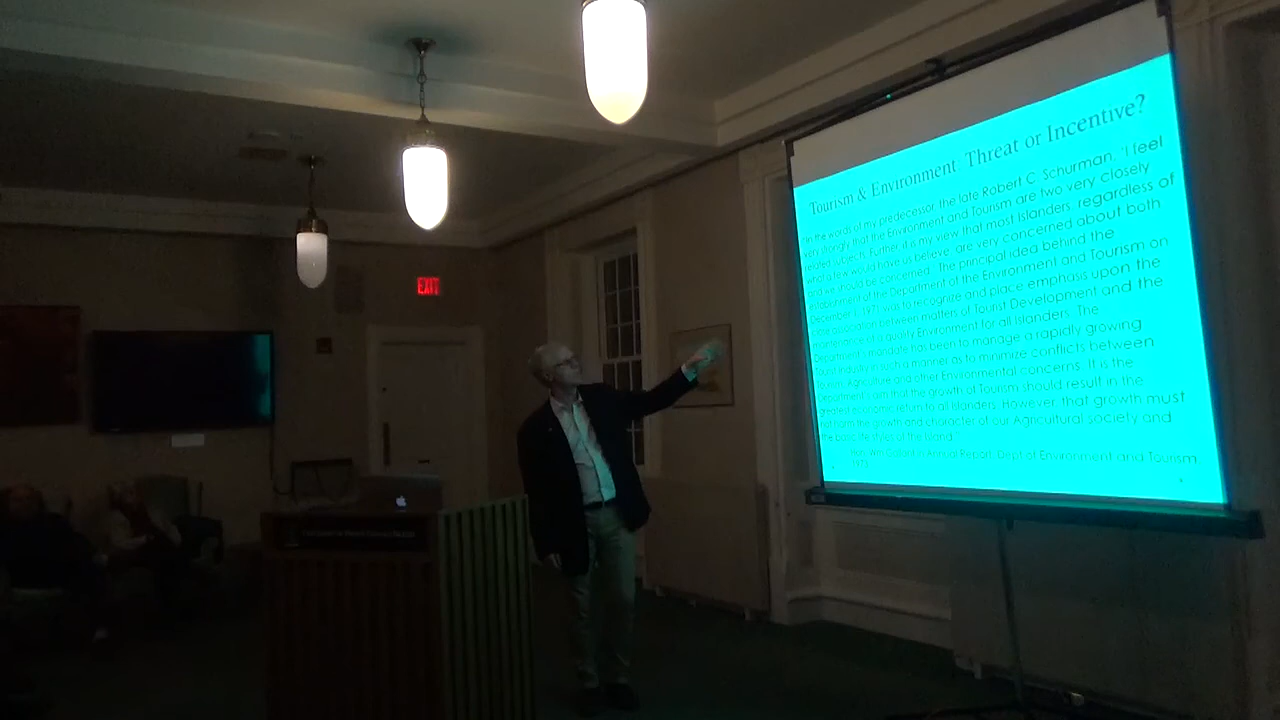 EXIT
Tourism & Environment: Threat or Incentive?
"In the words of my predecessor, the late Robert C. Schurman, 'I feel
very strongly that the Environment and Tourism are two very closely
related subjects. Further, it is my view that most Islanders, regardless of
what a few would have us believe, are very concerned about both
and we should be concerned'. The principal idea behind the
establishment of the Department of the Environment and Tourism on
December 1, 1971 was to recognize and place emphasis upon the
close association between matters of Tourist Development and the
maintenance of a quality Environment for all Islanders. The
Department's mandate has been to manage a rapidly growing
Tourist Industry in such a manner as to minimize conflicts between
Tourism, Agriculture and other Environmental concerns. It is the
Department's aim that the growth of Tourism should result in the
greatest economic return to all Islanders. However, that growth must
not harm the growth and character of our Agricultural society and
the basic life styles of the Island."
Hon. Wm Gallant in Annual Report, Dept of Environment and Tourism